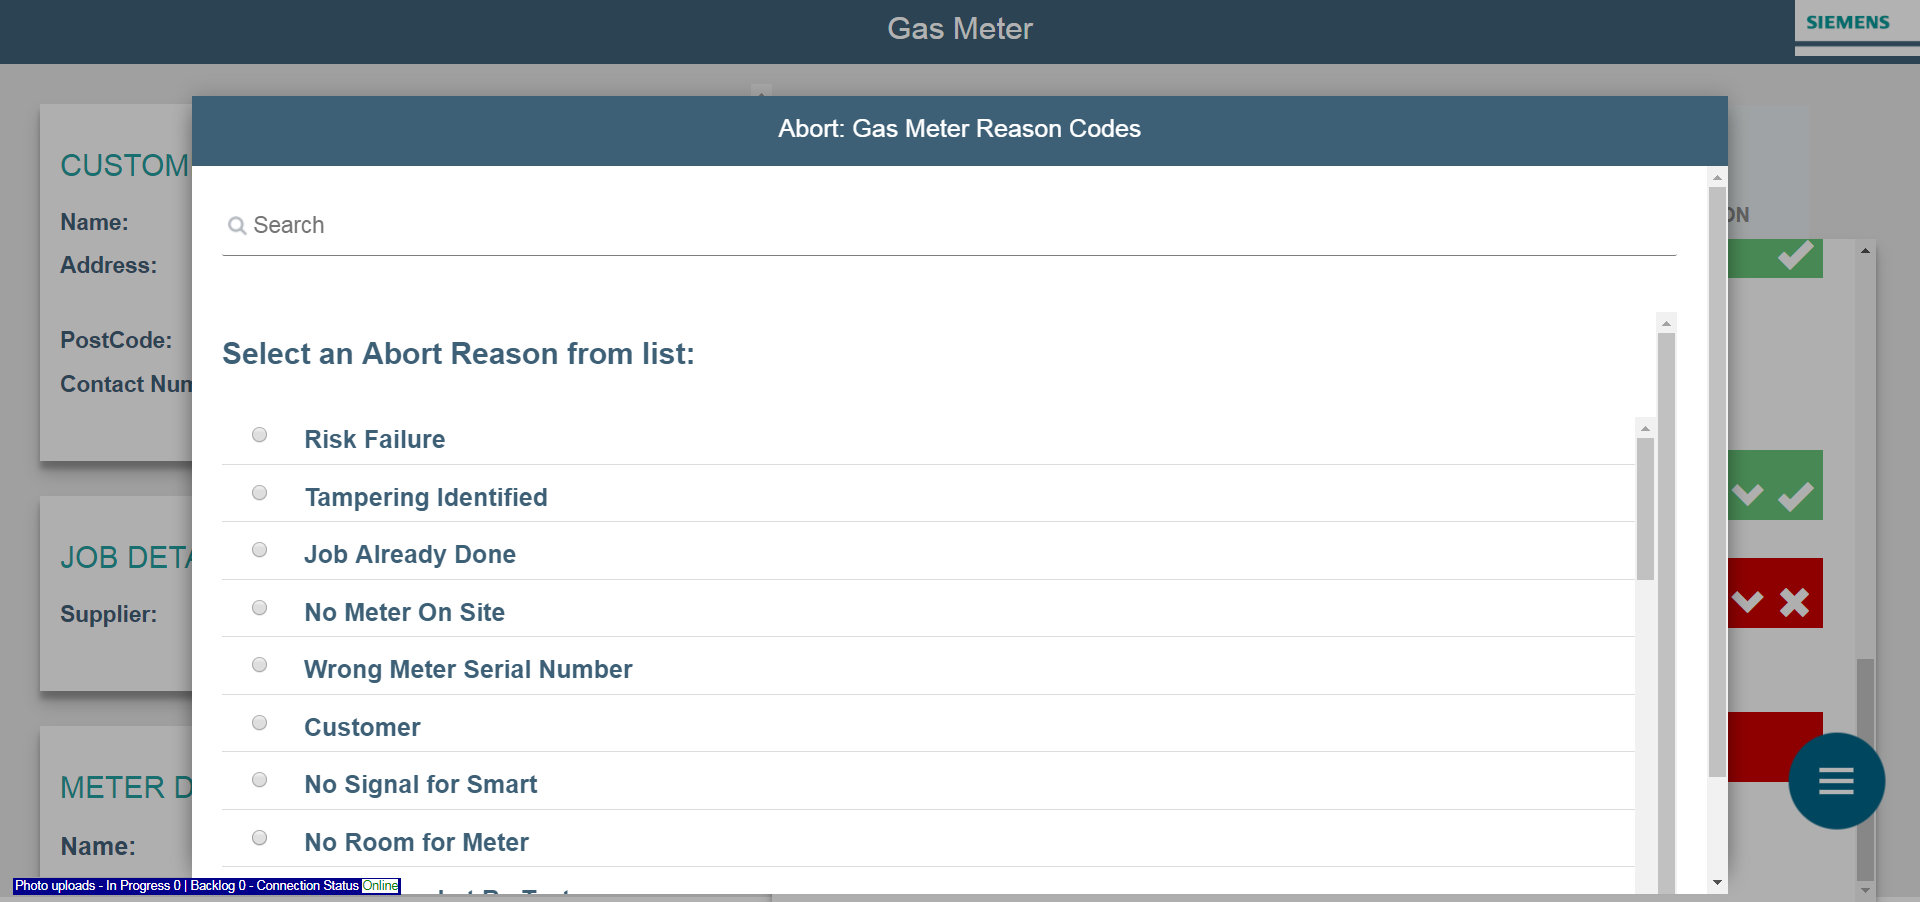 Gas Meter
SIEMENS
Abort: Gas Meter Reason Codes
CUSTOM
Name:
Address:
PostCode:
Contact Num
JOB DETA
Supplier:
METER D
Name:
ON
Search
Select an Abort Reason from list:
Risk Failure
Tampering Identified
Job Already Done
No Meter On Site
Wrong Meter Serial Number
Customer
No Signal for Smart
No Room for Meter
Photo uploads - In Progress 0 | Backlog 0 - Connection Status Online